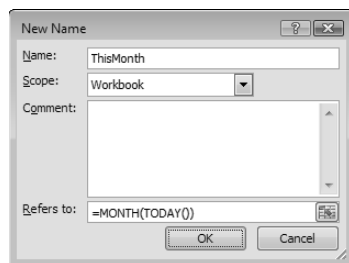 New Name
Name: ThisMonth
Scope: Workbook
Comment:
Refers to: =MONTH(TODAY())
OK Cancel